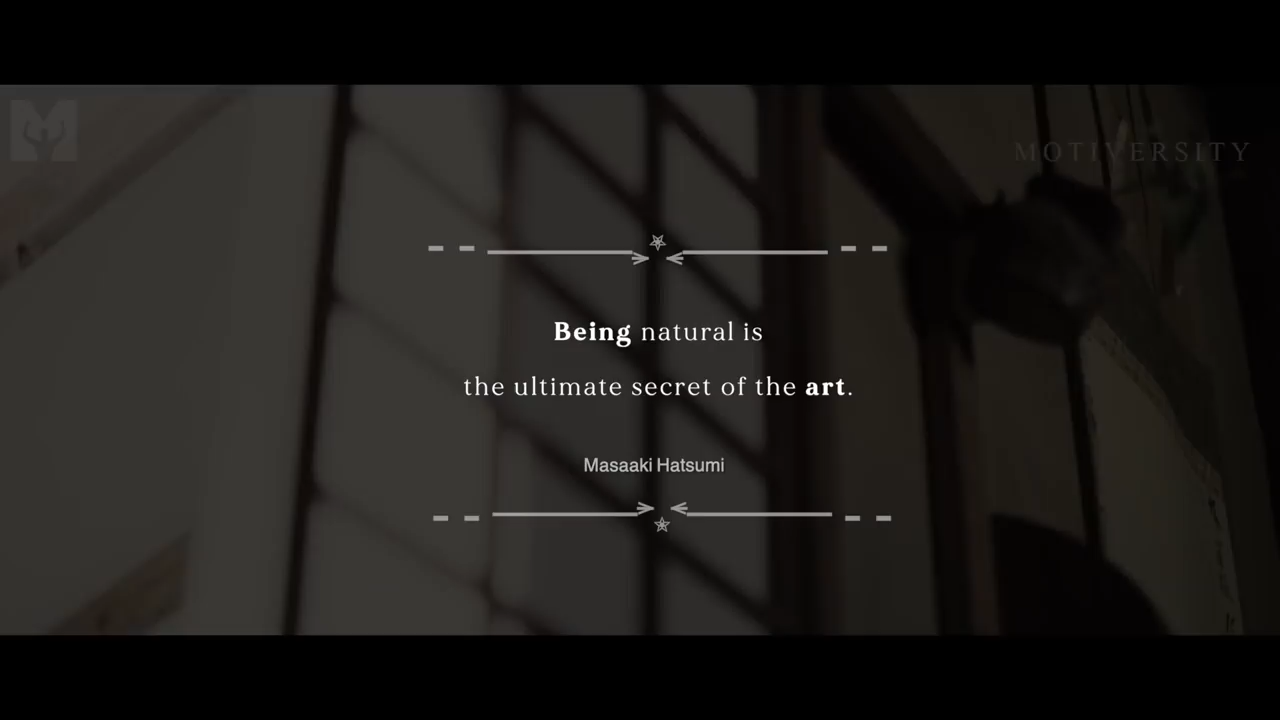 MOTIVERSITY
Being natural is
the ultimate secret of the art.
Masaaki Hatsumi